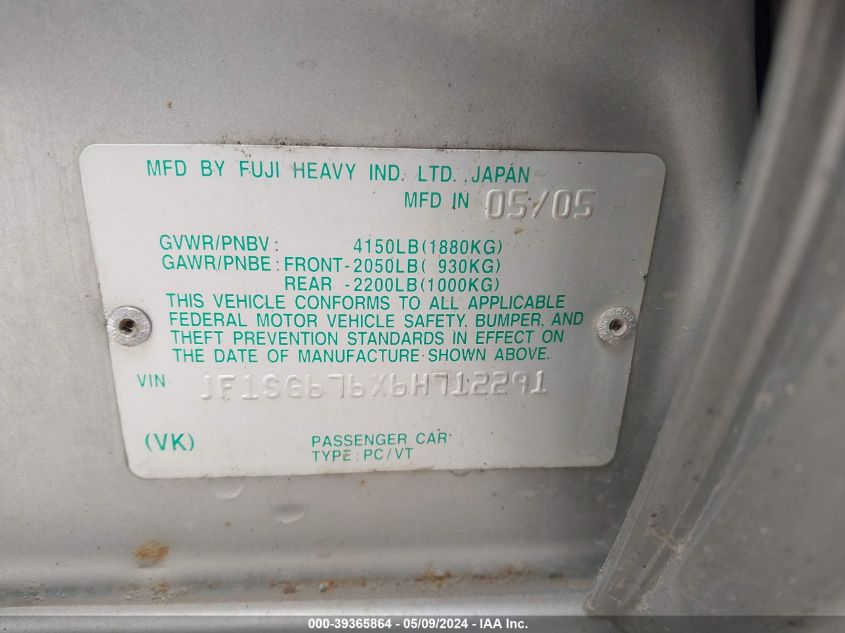 MFD BY FUJI HEAVY IND. LTD. JAPAN
MFD IN 05/05
GVWR/PNBV: 4150LB(1880KG)
GAWR/PNBE: FRONT-2050LB( 930KG)
REAR -2200LB(1000KG)
THIS VEHICLE CONFORMS TO ALL APPLICABLE
FEDERAL MOTOR VEHICLE SAFETY, BUMPER, AND
THEFT PREVENTION STANDARDS IN EFFECT ON
THE DATE OF MANUFACTURE SHOWN ABOVE.
VIN JF1SG676X6H712291
(VK) PASSENGER CAR
TYPE: PC/VT
000-39365864 - 05/09/2024 - IAA Inc.